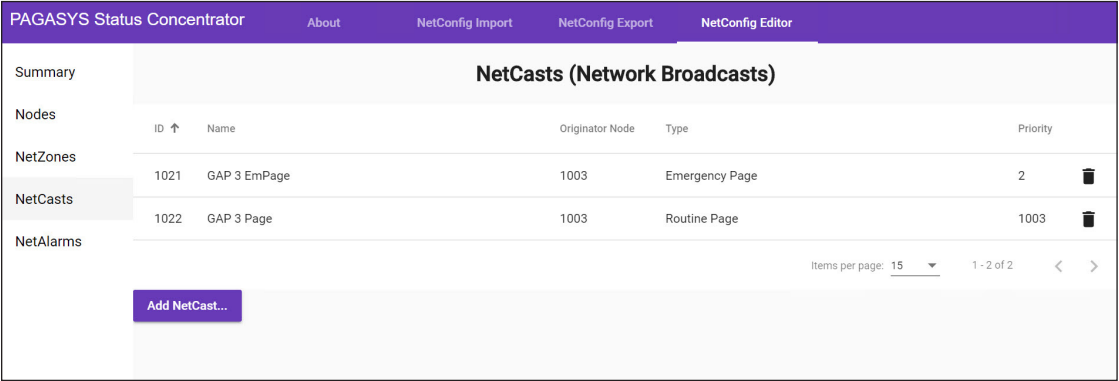 PAGASYS Status Concentrator About NetConfig Import NetConfig Export NetConfig Editor
Summary
Nodes
NetZones
NetCasts
NetAlarms
NetCasts (Network Broadcasts)
ID Name Originator Node Type Priority
1021 GAP 3 EmPage 1003 Emergency Page 2
1022 GAP 3 Page 1003 Routine Page 1003
Items per page: 15 1 - 2 of 2
Add NetCast...